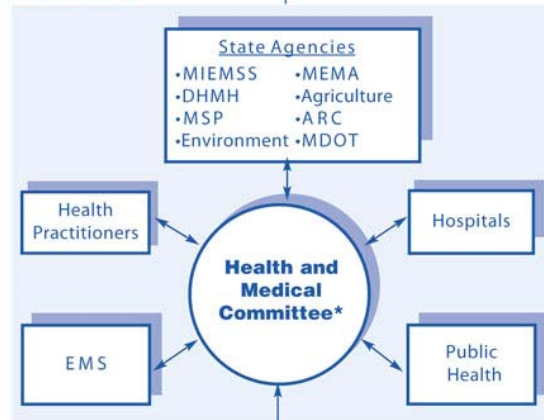 State Agencies
•MIEMSS •MEMA
•DHMH •Agriculture
•MSP •ARC
•Environment •MDOT
Health
Practitioners
Hospitals
Health and
Medical
Committee*
EMS
Public
Health